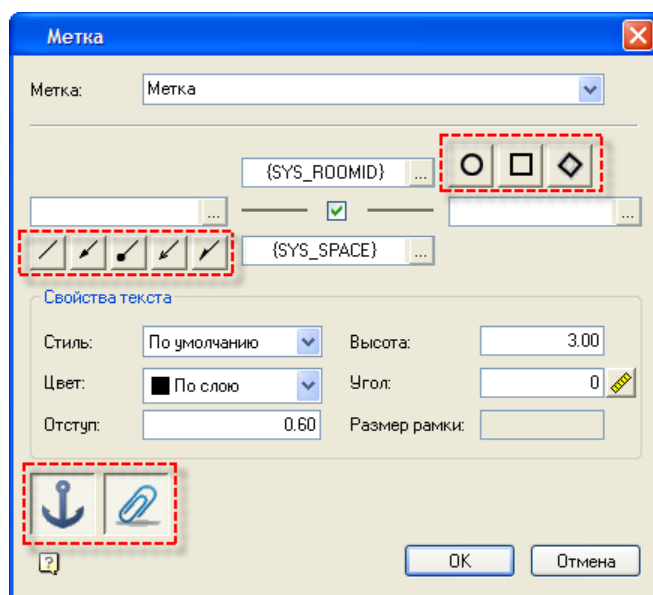 Метка
Метка: Метка
{SYS_ROOMID} ...
... ...
{SYS_SPACE} ...
Свойства текста
Стиль: По умолчанию Высота: 3.00
Цвет: По слою Угол: 0
Отступ: 0.60 Размер рамки:
?
OK Отмена